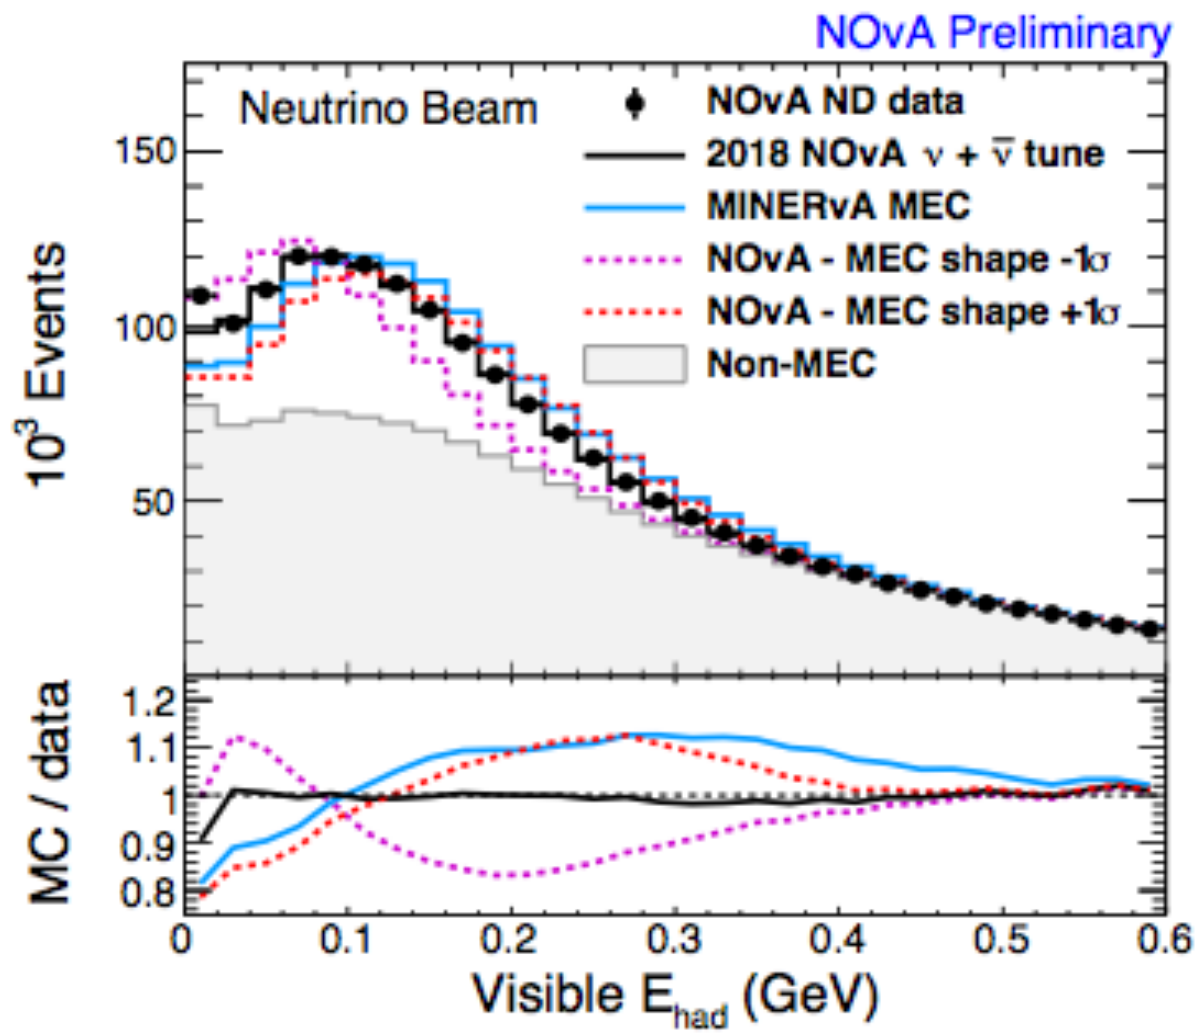 NOvA Preliminary
Neutrino Beam
NOvA ND data
2018 NOvA ν + ν̄ tune
MINERvA MEC
NOvA - MEC shape -1σ
NOvA - MEC shape +1σ
Non-MEC
10³ Events
150
100
50
MC / data
1.2
1.1
1
0.9
0.8
0 0.1 0.2 0.3 0.4 0.5 0.6
Visible E_had (GeV)